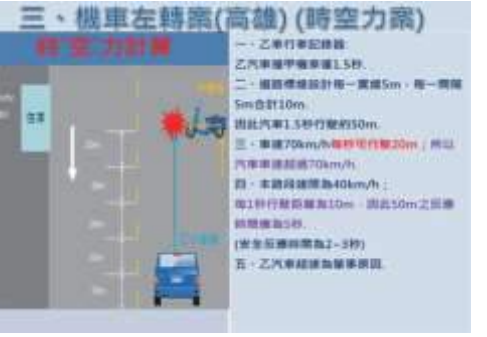 三、機車左轉案(高雄) (時空力案)
時 空 力計算
一、乙車行車記錄器
乙汽車撞甲機車僅1.5秒.
二、道路標線設計每一實線5m，每一間隔
5m合計10m.
因此汽車1.5秒行駛約50m.
三、車速70km/h每秒可行駛20m；所以
汽車車速超過70km/h.
四、本路段速限為40km/h；
每1秒行駛距離為10m，因此50m之反應
時間應為5秒.
(安全反應時間為2~3秒)
五、乙汽車超速為肇事原因.